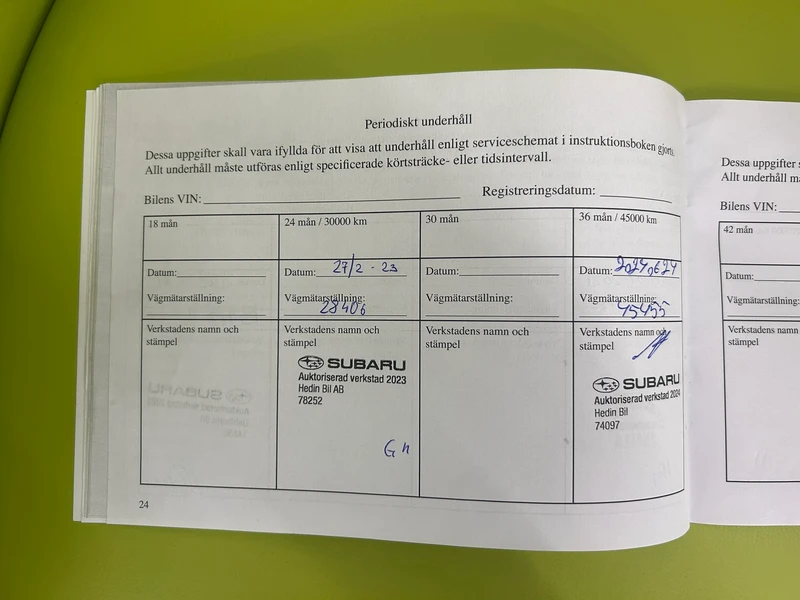 Periodiskt underhåll
Dessa uppgifter skall vara ifyllda för att visa att underhåll enligt serviceschemat i instruktionsboken gjorts.
Allt underhåll måste utföras enligt specificerade körtsträcke- eller tidsintervall.
Bilens VIN: Registreringsdatum:
18 mån
Datum:
Vägmätarställning:
Verkstadens namn och
stämpel
24 mån / 30000 km
Datum: 27/2 - 23
Vägmätarställning:
28406
Verkstadens namn och
stämpel
SUBARU
Auktoriserad verkstad 2023
Hedin Bil AB
78252
30 mån
Datum:
Vägmätarställning:
Verkstadens namn och
stämpel
36 mån / 45000 km
Datum: 20240624
Vägmätarställning:
45455
Verkstadens namn och
stämpel
SUBARU
Auktoriserad verkstad 2024
Hedin Bil
74097
24
Dessa uppgifter
Allt underhåll
Bilens VIN:
42 mån
Datum:
Vägmätarställning:
Verkstadens namn
stämpel